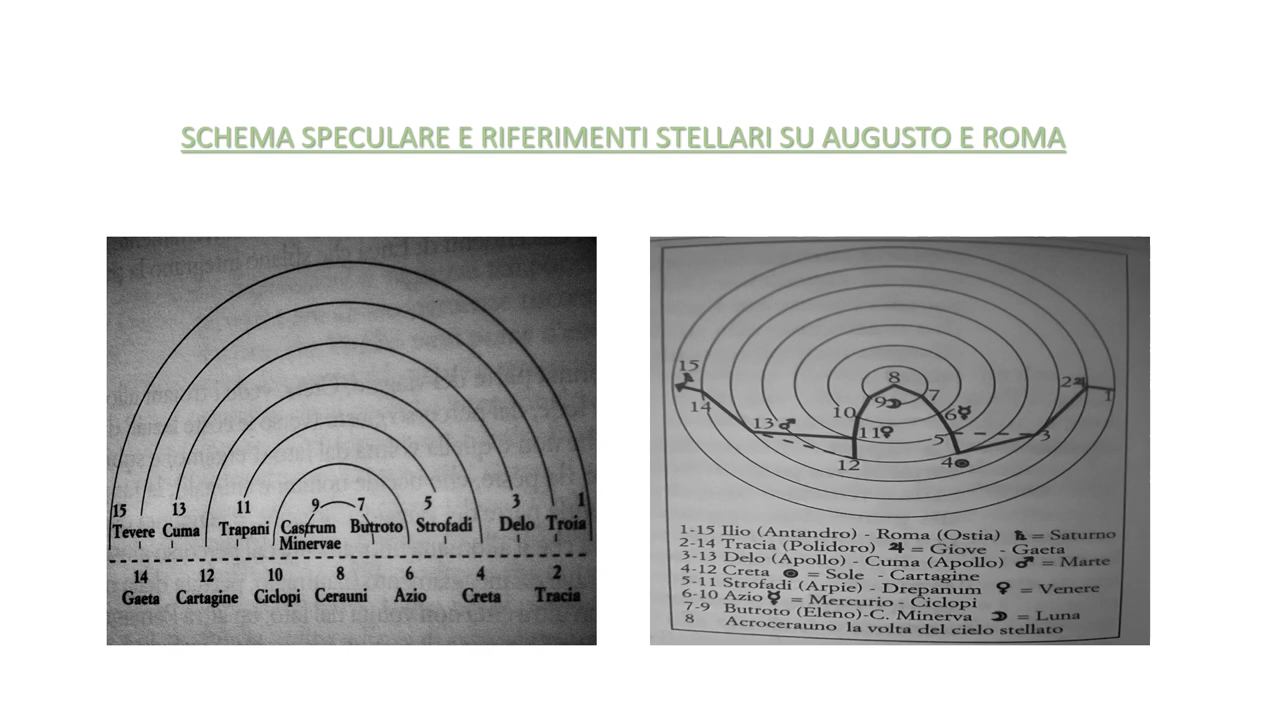 SCHEMA SPECULARE E RIFERIMENTI STELLARI SU AUGUSTO E ROMA
15 13 11 9 7 5 3 1
Tevere Cuma Trapani Castrum Butroto Strofadi Delo Troia
Minervae
14 12 10 8 6 4 2
Gaeta Cartagine Ciclopi Cerauni Azio Creta Tracia
15 8 2♃ 1
14 9☽ 7
13♂ 10 6☿
11♀ 5 3
12 4☉
1-15 Ilio (Antandro) - Roma (Ostia) ♄ = Saturno
2-14 Tracia (Polidoro) ♃ = Giove - Gaeta
3-13 Delo (Apollo) - Cuma (Apollo) ♂ = Marte
4-12 Creta ☉ = Sole - Cartagine
5-11 Strofadi (Arpie) - Drepanum ♀ = Venere
6-10 Azio ☿ = Mercurio - Ciclopi
7-9 Butroto (Eleno)-C. Minerva ☽ = Luna
8 Acrocerauno la volta del cielo stellato